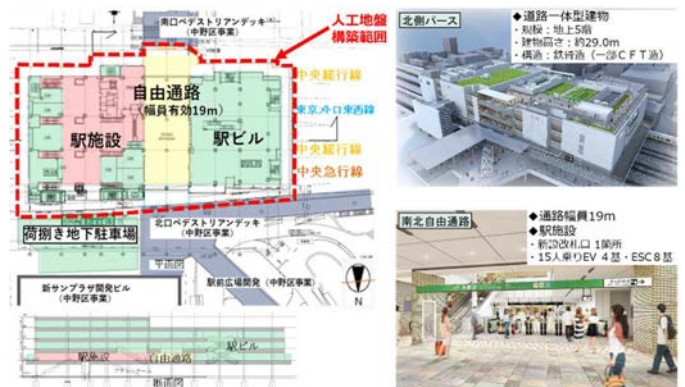 南口ペデストリアンデッキ
(中野区事業)
人工地盤
構築範囲
中央緩行線
自由通路
(幅員有効19m)
東京メトロ東西線
駅施設
駅ビル
中央緩行線
中央急行線
荷捌き地下駐車場
北口ペデストリアンデッキ
(中野区事業)
平面図
新サンプラザ開発ビル
(中野区事業)
駅前広場開発(中野区事業)
N
駅施設
自由通路
駅ビル
断面図
北側パース
◆道路一体型建物
・規模:地上5階
・建物高さ:約29.0m
・構造:鉄骨造(一部CFT造)
南北自由通路
◆通路幅員19m
◆駅施設
・新設改札口 1箇所
・15人乗りEV 4基・ESC8基